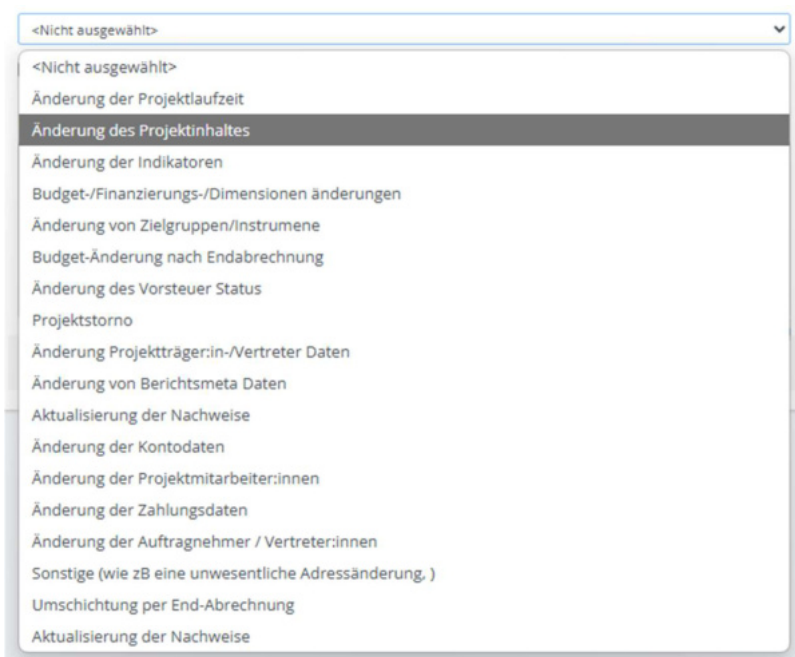 <Nicht ausgewählt>
<Nicht ausgewählt>
Änderung der Projektlaufzeit
Änderung des Projektinhaltes
Änderung der Indikatoren
Budget-/Finanzierungs-/Dimensionen änderungen
Änderung von Zielgruppen/Instrumene
Budget-Änderung nach Endabrechnung
Änderung des Vorsteuer Status
Projektstorno
Änderung Projektträger:in-/Vertreter Daten
Änderung von Berichtsmeta Daten
Aktualisierung der Nachweise
Änderung der Kontodaten
Änderung der Projektmitarbeiter:innen
Änderung der Zahlungsdaten
Änderung der Auftragnehmer / Vertreter:innen
Sonstige (wie zB eine unwesentliche Adressänderung, )
Umschichtung per End-Abrechnung
Aktualisierung der Nachweise